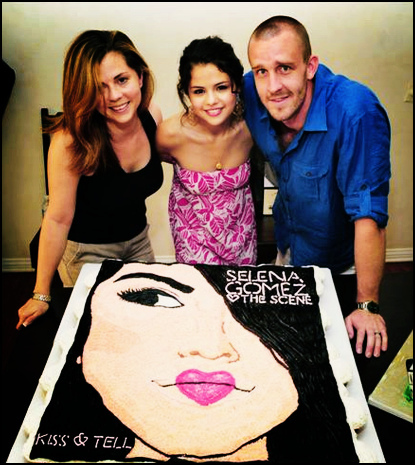 SELENA
GOMEZ
& THE SCENE
KISS & TELL